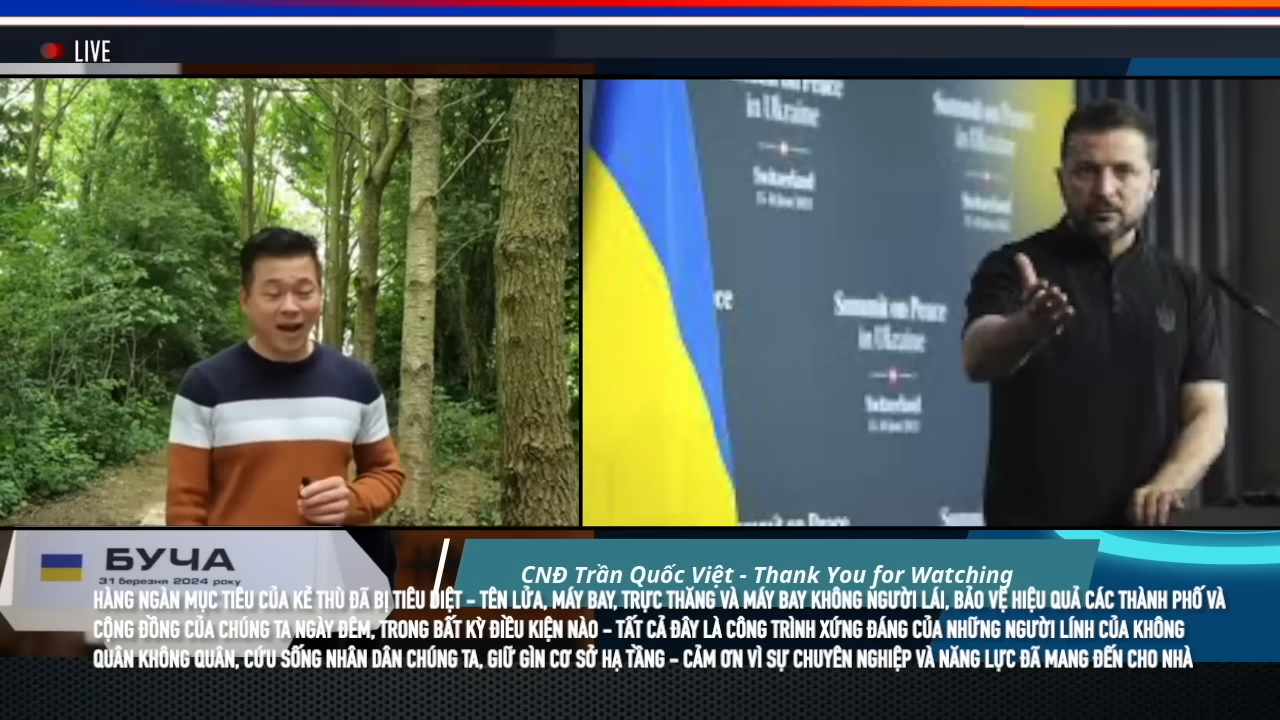 LIVE
Summit on Peace
in Ukraine
Switzerland
Summit on Peace
in Ukraine
Switzerland
Summit on Peace
in Ukraine
Switzerland
БУЧА
31 березня 2024 року
CNĐ Trần Quốc Việt - Thank You for Watching
HÀNG NGÀN MỤC TIÊU CỦA KẺ THÙ ĐÃ BỊ TIÊU DIỆT – TÊN LỬA, MÁY BAY, TRỰC THĂNG VÀ MÁY BAY KHÔNG NGƯỜI LÁI, BẢO VỆ HIỆU QUẢ CÁC THÀNH PHỐ VÀ
CỘNG ĐỒNG CỦA CHÚNG TA NGÀY ĐÊM, TRONG BẤT KỲ ĐIỀU KIỆN NÀO – TẤT CẢ ĐÂY LÀ CÔNG TRÌNH XỨNG ĐÁNG CỦA NHỮNG NGƯỜI LÍNH CỦA KHÔNG
QUÂN KHÔNG QUÂN, CỨU SỐNG NHÂN DÂN CHÚNG TA, GIỮ GÌN CƠ SỞ HẠ TẦNG – CẢM ƠN VÌ SỰ CHUYÊN NGHIỆP VÀ NĂNG LỰC ĐÃ MANG ĐẾN CHO NHÀ